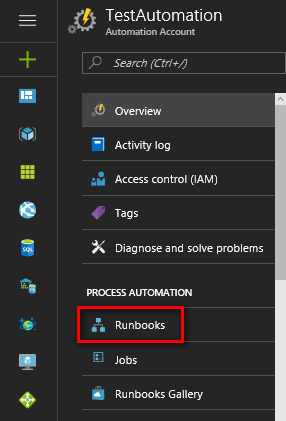 TestAutomation
Automation Account
Search (Ctrl+/)
Overview
Activity log
Access control (IAM)
Tags
Diagnose and solve problems
PROCESS AUTOMATION
Runbooks
Jobs
Runbooks Gallery